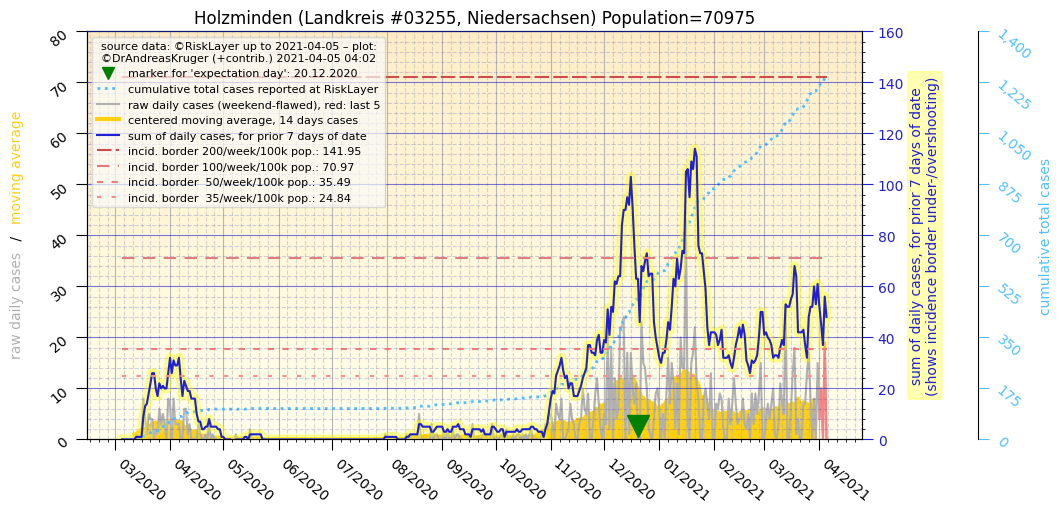 Holzminden (Landkreis #03255, Niedersachsen) Population=70975
source data: ©RiskLayer up to 2021-04-05 – plot:
©DrAndreasKruger (+contrib.) 2021-04-05 04:02
marker for 'expectation day': 20.12.2020
cumulative total cases reported at RiskLayer
raw daily cases (weekend-flawed), red: last 5
centered moving average, 14 days cases
sum of daily cases, for prior 7 days of date
incid. border 200/week/100k pop.: 141.95
incid. border 100/week/100k pop.: 70.97
incid. border  50/week/100k pop.: 35.49
incid. border  35/week/100k pop.: 24.84
raw daily cases  /  moving average
80
70
60
50
40
30
20
10
0
03/2020
04/2020
05/2020
06/2020
07/2020
08/2020
09/2020
10/2020
11/2020
12/2020
01/2021
02/2021
03/2021
04/2021
160
140
120
100
80
60
40
20
0
sum of daily cases, for prior 7 days of date
(shows incidence border under-/overshooting)
1,400
1,225
1,050
875
700
525
350
175
0
cumulative total cases